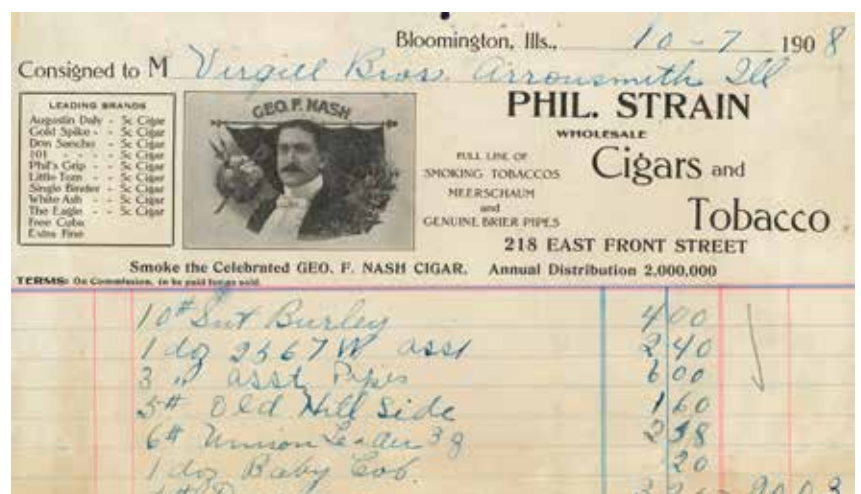 Bloomington, Ills., 10-7 1908
Consigned to M Virgill Bros. Arrowsmith Ill
LEADING BRANDS
Augustin Daly - 5c Cigar
Gold Spike - - 5c Cigar
Don Sancho - 5c Cigar
101 - - - - 5c Cigar
Phil's Grip - - 5c Cigar
Little Tom - - 5c Cigar
Single Binder - 5c Cigar
White Ash - - 5c Cigar
The Eagle - - 5c Cigar
Free Cuba
Extra Fine
GEO. F. NASH
PHIL. STRAIN
WHOLESALE
FULL LINE OF
SMOKING TOBACCOS
MEERSCHAUM
and
GENUINE BRIER PIPES
Cigars and
Tobacco
218 EAST FRONT STREET
Smoke the Celebrated GEO. F. NASH CIGAR. Annual Distribution 2,000,000
TERMS: On Commission, to be paid for as sold.
10# Burley 4 00
1 doz 2567 W asst 2 40
3 " asst Pipes 6 00
5# Old Hill Side 1 60
6# Union Leader 38 2 38
1 doz Baby Cob. 20